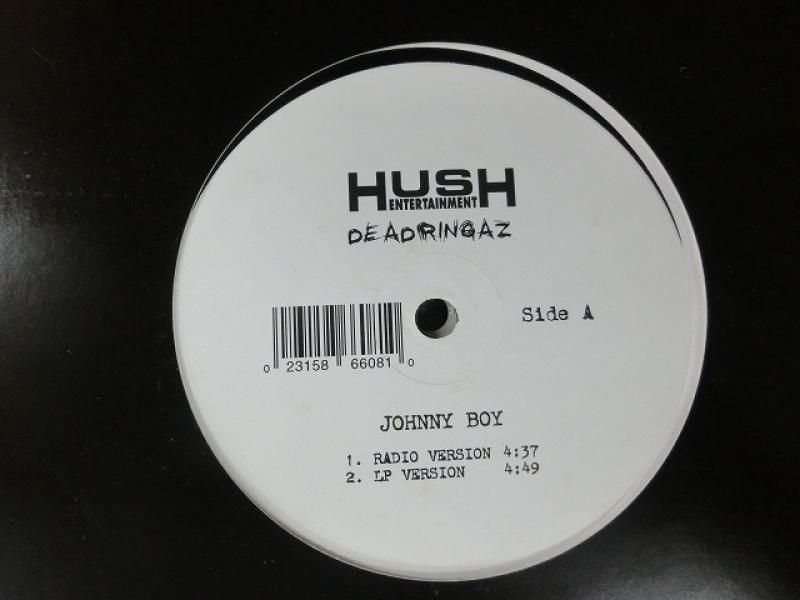 HUSH
ENTERTAINMENT
DEADRINGAZ
Side A
0 23158 66081 0
JOHNNY BOY
1. RADIO VERSION 4:37
2. LP VERSION 4:49